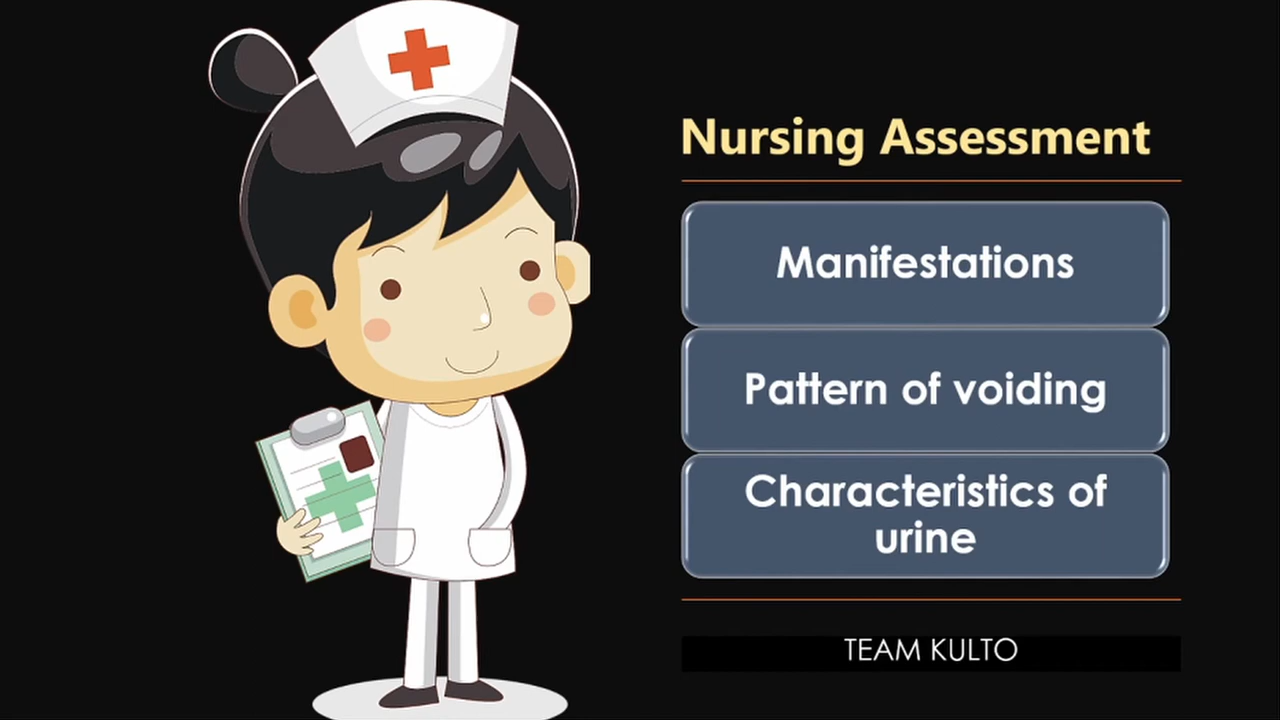 Nursing Assessment
Manifestations
Pattern of voiding
Characteristics of
urine
TEAM KULTO